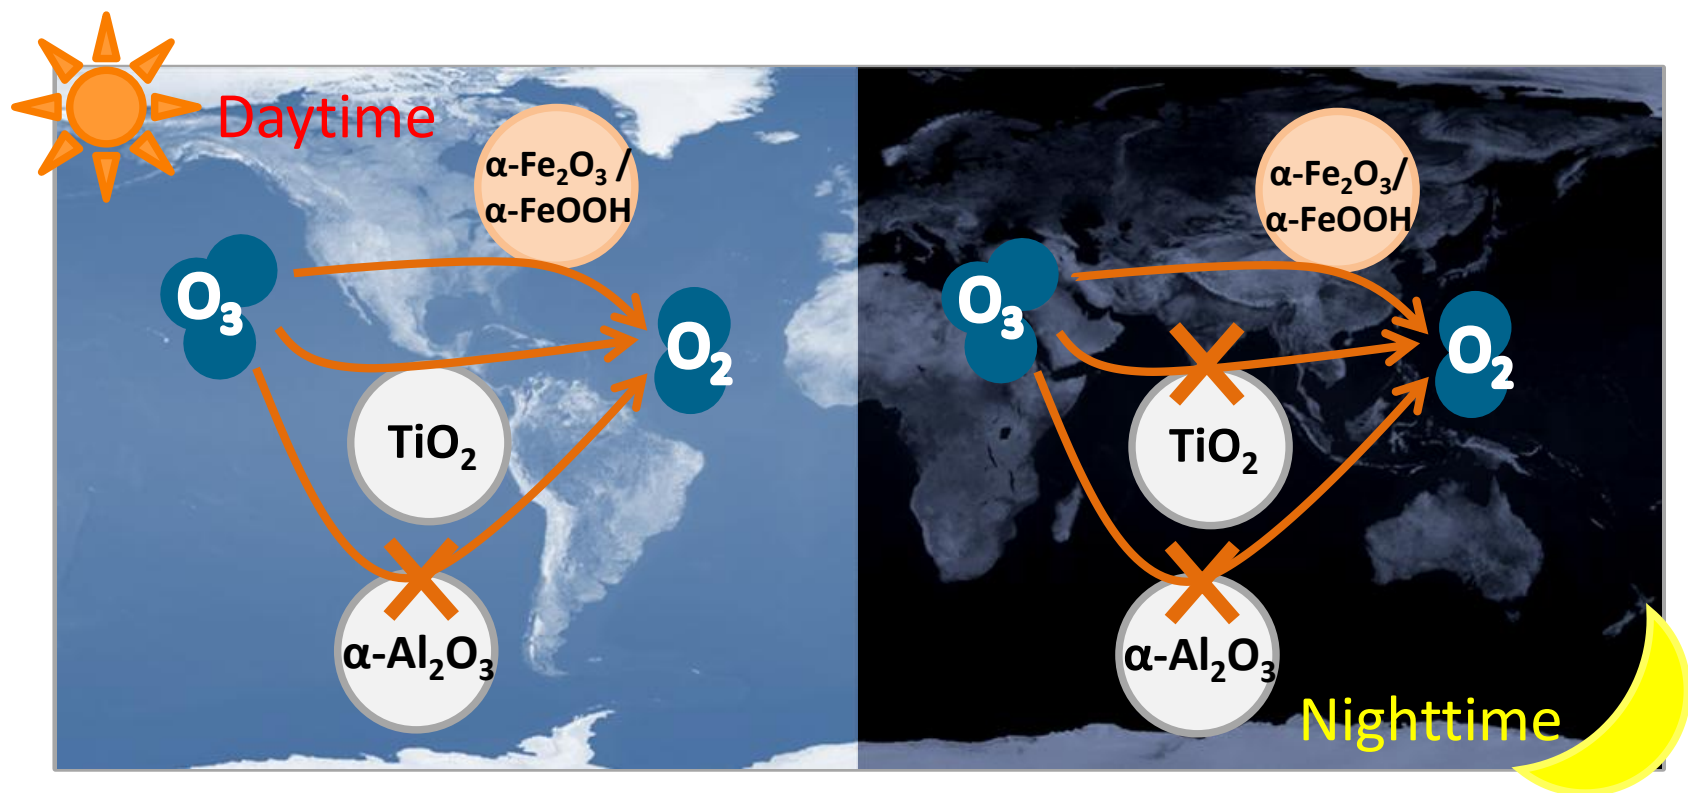 Daytime
α-Fe₂O₃ /
α-FeOOH
O₃
O₂
TiO₂
α-Al₂O₃
α-Fe₂O₃/
α-FeOOH
O₃
O₂
TiO₂
α-Al₂O₃
Nighttime